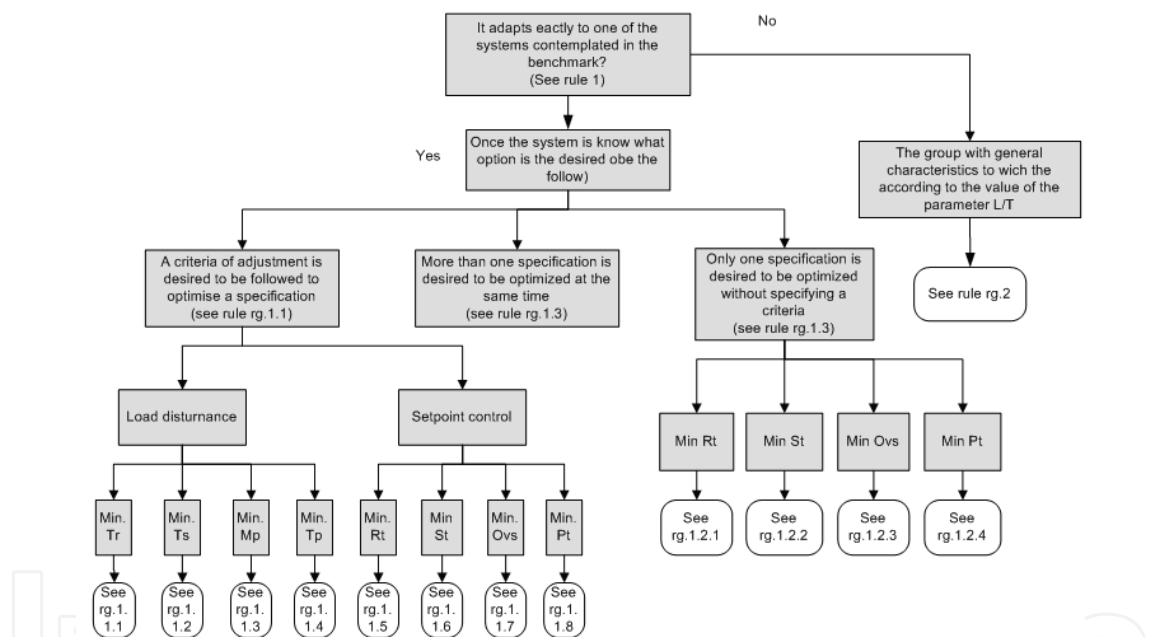 It adapts eactly to one of the
systems contemplated in the
benchmark?
(See rule 1)
No
Once the system is know what
option is the desired obe the
follow)
Yes
The group with general
characteristics to wich the
according to the value of the
parameter L/T
See rule rg.2
A criteria of adjustment is
desired to be followed to
optimise a specification
(see rule rg.1.1)
More than one specification is
desired to be optimized at the
same time
(see rule rg.1.3)
Only one specification is
desired to be optimized
without specifying a
criteria
(see rule rg.1.3)
Load disturnance
Setpoint control
Min Rt
Min St
Min Ovs
Min Pt
See
rg.1.2.1
See
rg.1.2.2
See
rg.1.2.3
See
rg.1.2.4
Min.
Tr
Min.
Ts
Min.
Mp
Min.
Tp
Min.
Rt
Min
St
Min.
Ovs
Min.
Pt
See
rg.1.
1.1
See
rg.1.
1.2
See
rg.1.
1.3
See
rg.1.
1.4
See
rg.1.
1.5
See
rg.1.
1.6
See
rg.1.
1.7
See
rg.1.
1.8